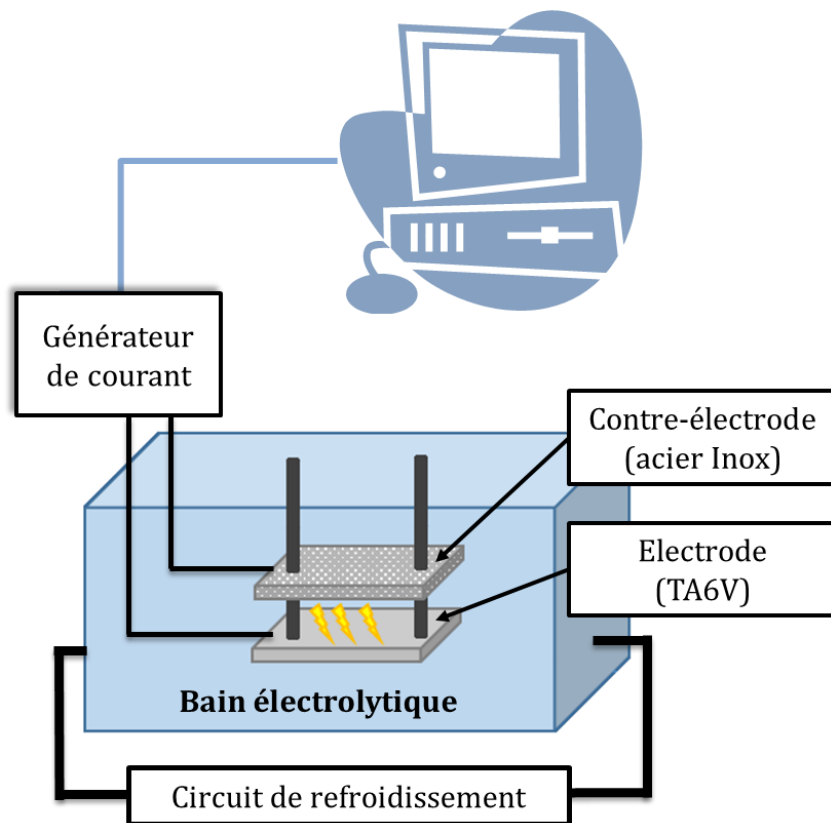 Générateur
de courant
Contre-électrode
(acier Inox)
Electrode
(TA6V)
Bain électrolytique
Circuit de refroidissement